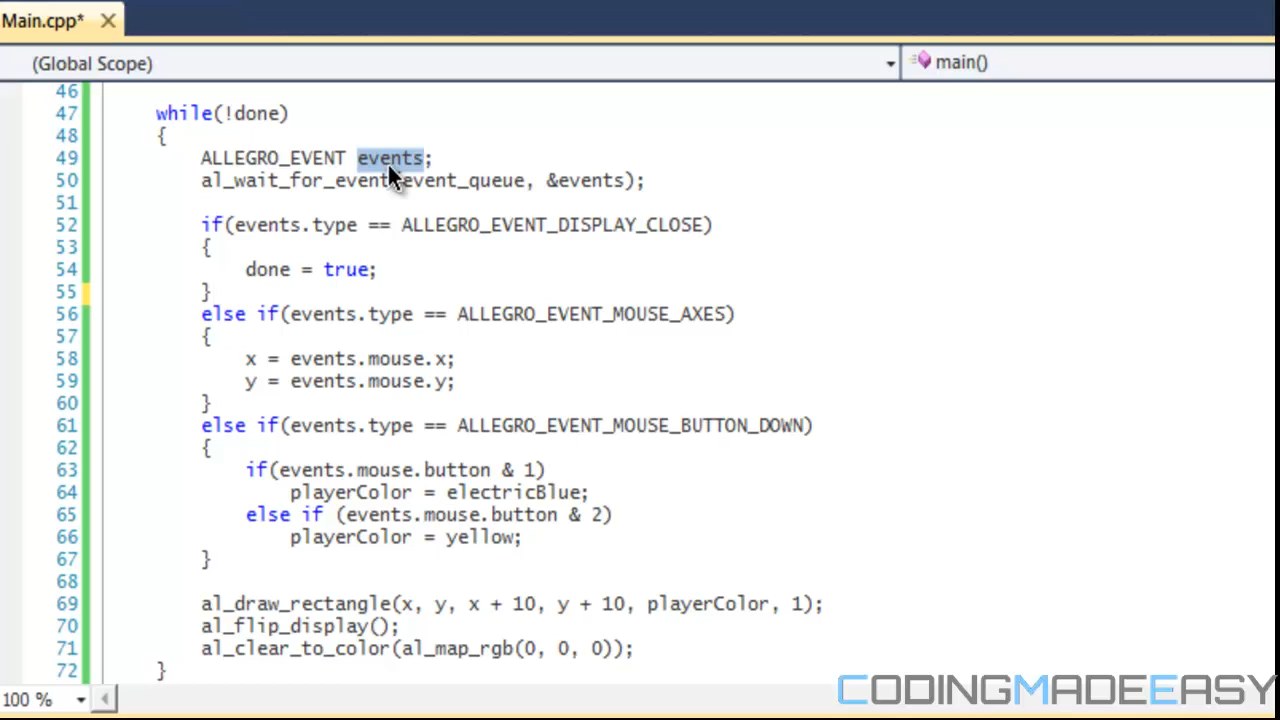 Main.cpp*
(Global Scope)
main()
46
47 while(!done)
48 {
49 ALLEGRO_EVENT events;
50 al_wait_for_event(event_queue, &events);
51
52 if(events.type == ALLEGRO_EVENT_DISPLAY_CLOSE)
53 {
54 done = true;
55 }
56 else if(events.type == ALLEGRO_EVENT_MOUSE_AXES)
57 {
58 x = events.mouse.x;
59 y = events.mouse.y;
60 }
61 else if(events.type == ALLEGRO_EVENT_MOUSE_BUTTON_DOWN)
62 {
63 if(events.mouse.button & 1)
64 playerColor = electricBlue;
65 else if (events.mouse.button & 2)
66 playerColor = yellow;
67 }
68
69 al_draw_rectangle(x, y, x + 10, y + 10, playerColor, 1);
70 al_flip_display();
71 al_clear_to_color(al_map_rgb(0, 0, 0));
72 }
100 %
CODINGMADEEASY